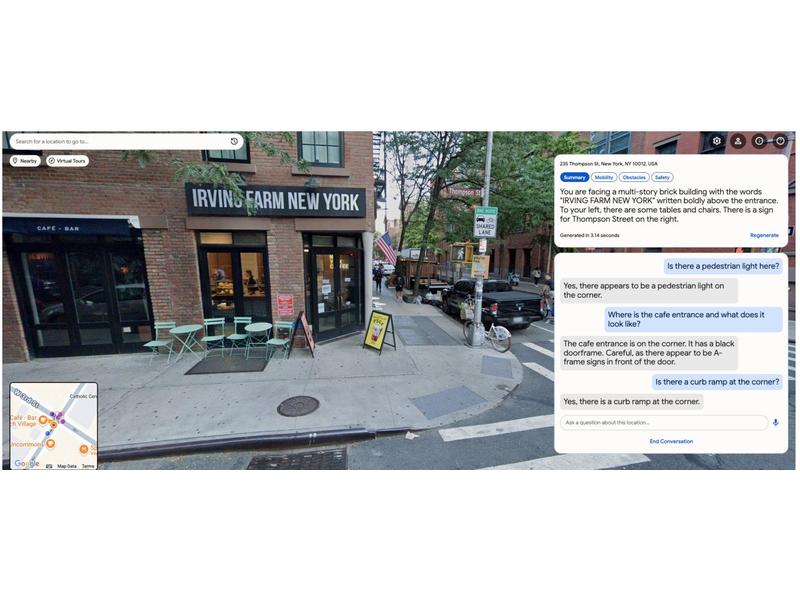 Search for a location to go to...
Nearby
Virtual Tours
IRVING FARM NEW YORK
CAFÉ - BAR
Thompson St
BIKE ROUTE
SHARED
LANE
W 3rd St
Catholic Cen
Café - Bar
ch Village
Uncommons
Google
Map Data
Terms
235 Thompson St, New York, NY 10012, USA
Summary
Mobility
Obstacles
Safety
You are facing a multi-story brick building with the words
"IRVING FARM NEW YORK" written boldly above the entrance.
To your left, there are some tables and chairs. There is a sign
for Thompson Street on the right.
Generated in 3.14 seconds
Regenerate
Is there a pedestrian light here?
Yes, there appears to be a pedestrian light on
the corner.
Where is the cafe entrance and what does it
look like?
The cafe entrance is on the corner. It has a black
doorframe. Careful, as there appear to be A-
frame signs in front of the door.
Is there a curb ramp at the corner?
Yes, there is a curb ramp at the corner.
Ask a question about this location...
End Conversation